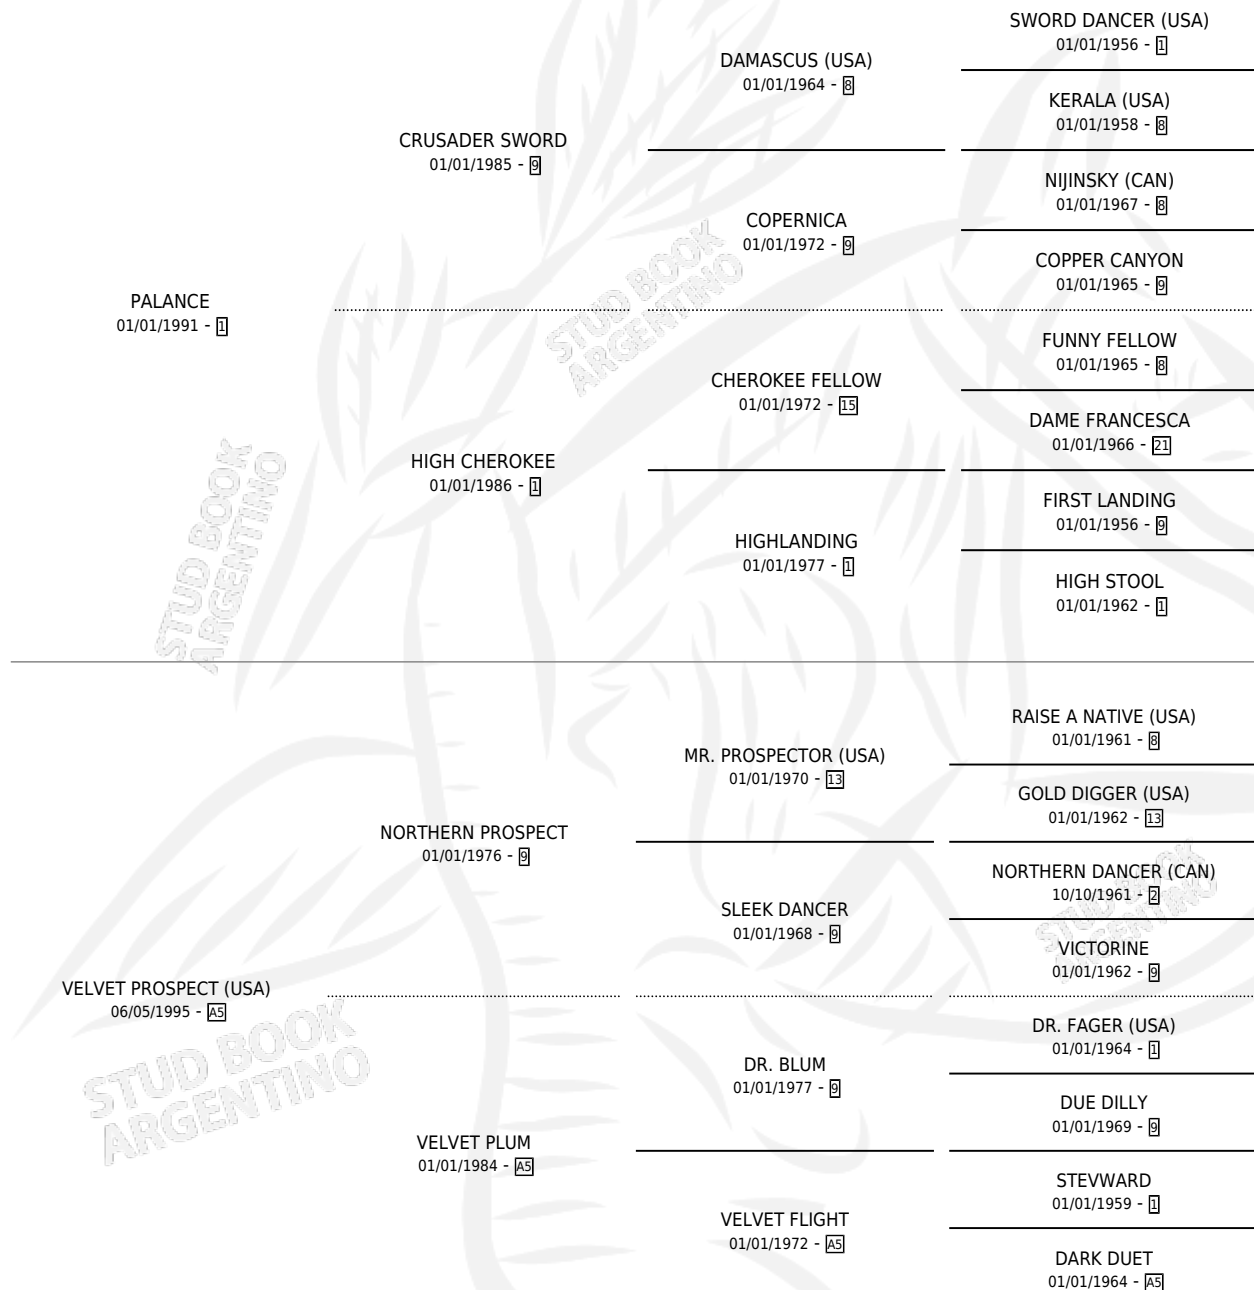 SWORD DANCER (USA)
01/01/1956 - 1
DAMASCUS (USA)
01/01/1964 - 8
KERALA (USA)
01/01/1958 - 8
CRUSADER SWORD
01/01/1985 - 9
NIJINSKY (CAN)
01/01/1967 - 8
COPERNICA
01/01/1972 - 9
COPPER CANYON
01/01/1965 - 9
PALANCE
01/01/1991 - 1
FUNNY FELLOW
01/01/1965 - 8
CHEROKEE FELLOW
01/01/1972 - 15
DAME FRANCESCA
01/01/1966 - 21
HIGH CHEROKEE
01/01/1986 - 1
FIRST LANDING
01/01/1956 - 9
HIGHLANDING
01/01/1977 - 1
HIGH STOOL
01/01/1962 - 1
RAISE A NATIVE (USA)
01/01/1961 - 8
MR. PROSPECTOR (USA)
01/01/1970 - 13
GOLD DIGGER (USA)
01/01/1962 - 13
NORTHERN PROSPECT
01/01/1976 - 9
NORTHERN DANCER (CAN)
10/10/1961 - 2
SLEEK DANCER
01/01/1968 - 9
VICTORINE
01/01/1962 - 9
VELVET PROSPECT (USA)
06/05/1995 - A5
DR. FAGER (USA)
01/01/1964 - 1
DR. BLUM
01/01/1977 - 9
DUE DILLY
01/01/1969 - 9
VELVET PLUM
01/01/1984 - A5
STEVWARD
01/01/1959 - 1
VELVET FLIGHT
01/01/1972 - A5
DARK DUET
01/01/1964 - A5
STUD BOOK
ARGENTINO
STUD BOOK
ARGENTINO
STUD BOOK
ARGENTINO
STUD BOOK
ARGENTINO